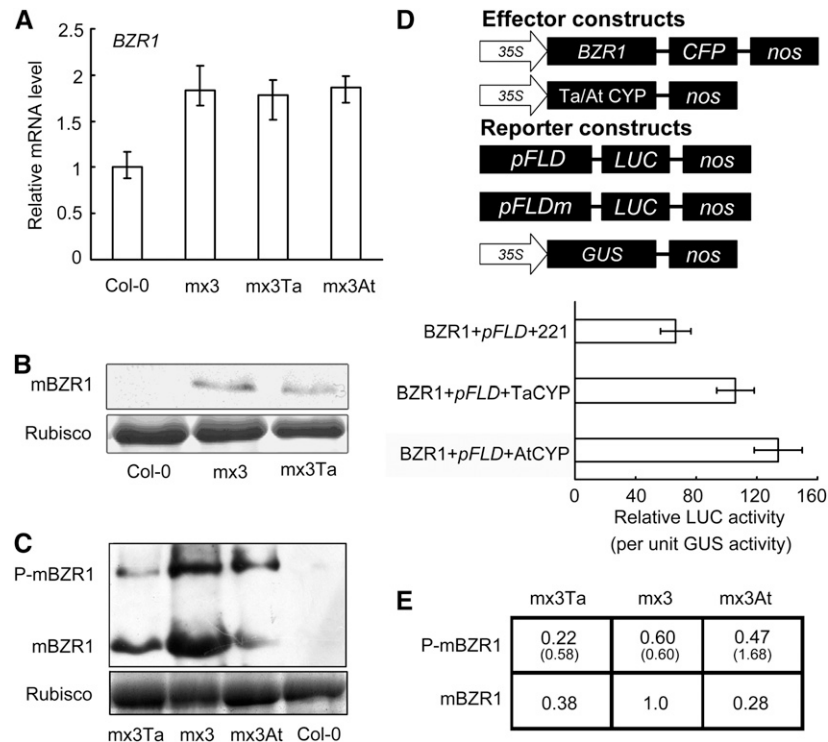 A
BZR1
Relative mRNA level
2.5
2
1.5
1
0.5
0
Col-0 mx3 mx3Ta mx3At
B
mBZR1
Rubisco
Col-0 mx3 mx3Ta
C
P-mBZR1
mBZR1
Rubisco
mx3Ta mx3 mx3At Col-0
D
Effector constructs
35S BZR1 CFP nos
35S Ta/At CYP nos
Reporter constructs
pFLD LUC nos
pFLDm LUC nos
35S GUS nos
BZR1+pFLD+221
BZR1+pFLD+TaCYP
BZR1+pFLD+AtCYP
0 40 80 120 160
Relative LUC activity
(per unit GUS activity)
E
mx3Ta mx3 mx3At
P-mBZR1 0.22 0.60 0.47
(0.58) (0.60) (1.68)
mBZR1 0.38 1.0 0.28